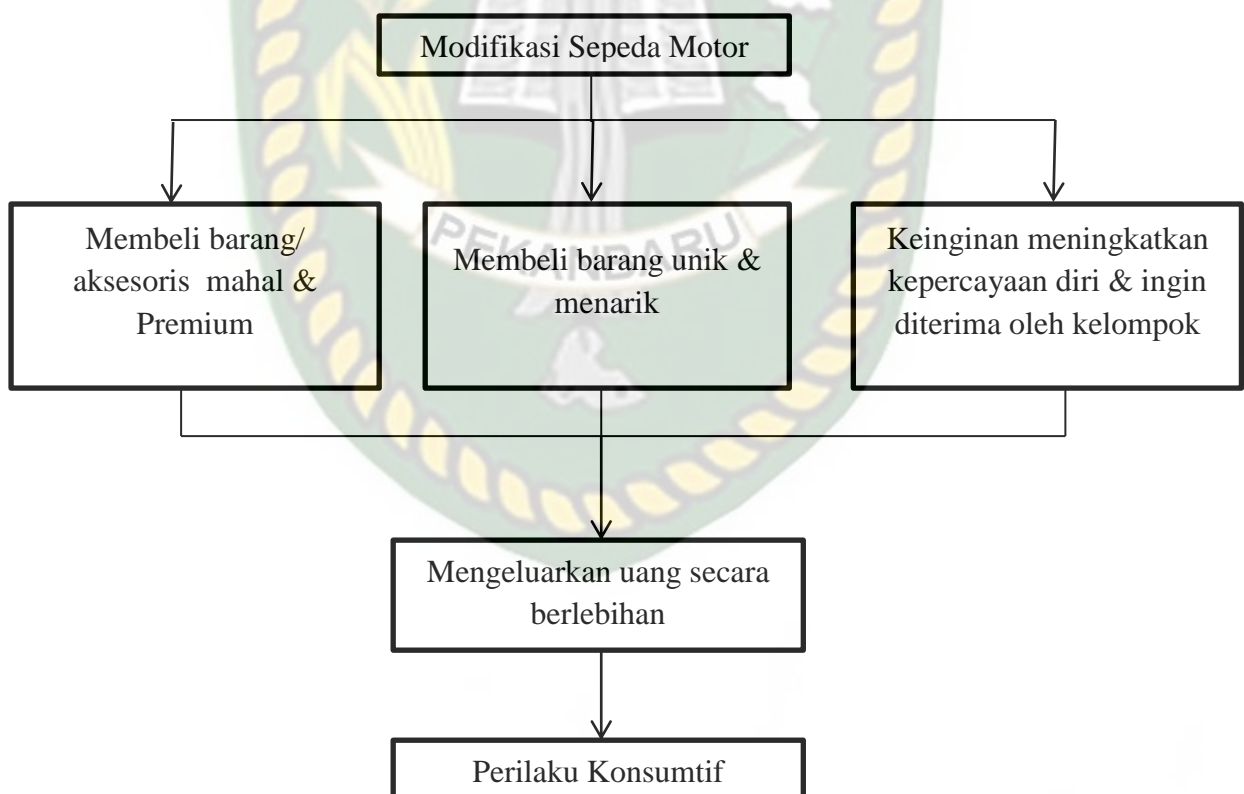 Modifikasi Sepeda Motor
Membeli barang/
aksesoris mahal &
Premium
PEKANBARU
Membeli barang unik &
menarik
Keinginan meningkatkan
kepercayaan diri & ingin
diterima oleh kelompok
Mengeluarkan uang secara
berlebihan
Perilaku Konsumtif